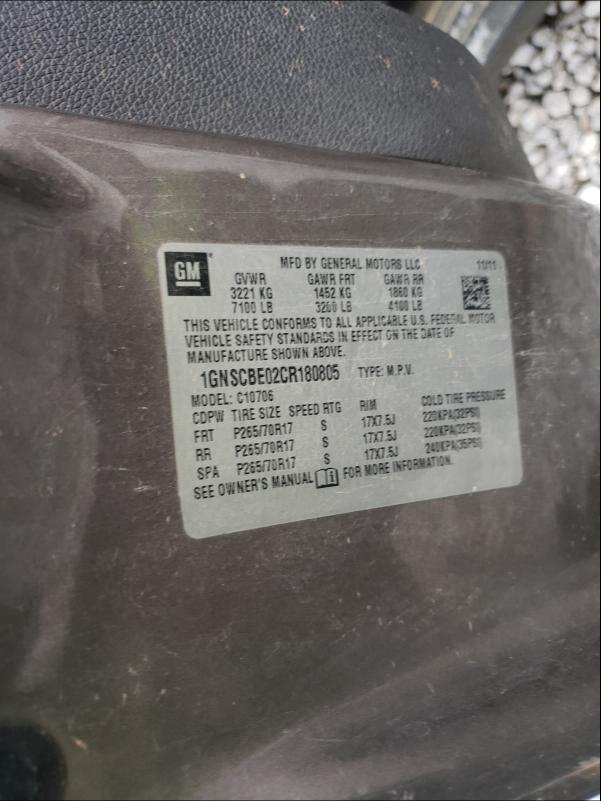 GM
MFD BY GENERAL MOTORS LLC 11/11
GVWR GAWR FRT GAWR RR
3221 KG 1452 KG 1860 KG
7100 LB 3200 LB 4100 LB
THIS VEHICLE CONFORMS TO ALL APPLICABLE U.S. FEDERAL MOTOR
VEHICLE SAFETY STANDARDS IN EFFECT ON THE DATE OF
MANUFACTURE SHOWN ABOVE.
1GNSCBE02CR180805 TYPE: M.P.V.
MODEL: C10706
CDPW TIRE SIZE SPEED RTG RIM COLD TIRE PRESSURE
FRT P265/70R17 S 17X7.5J 220KPA(32PSI)
RR P265/70R17 S 17X7.5J 220KPA(32PSI)
SPA P265/70R17 S 17X7.5J 240KPA(35PSI)
SEE OWNER'S MANUAL FOR MORE INFORMATION.